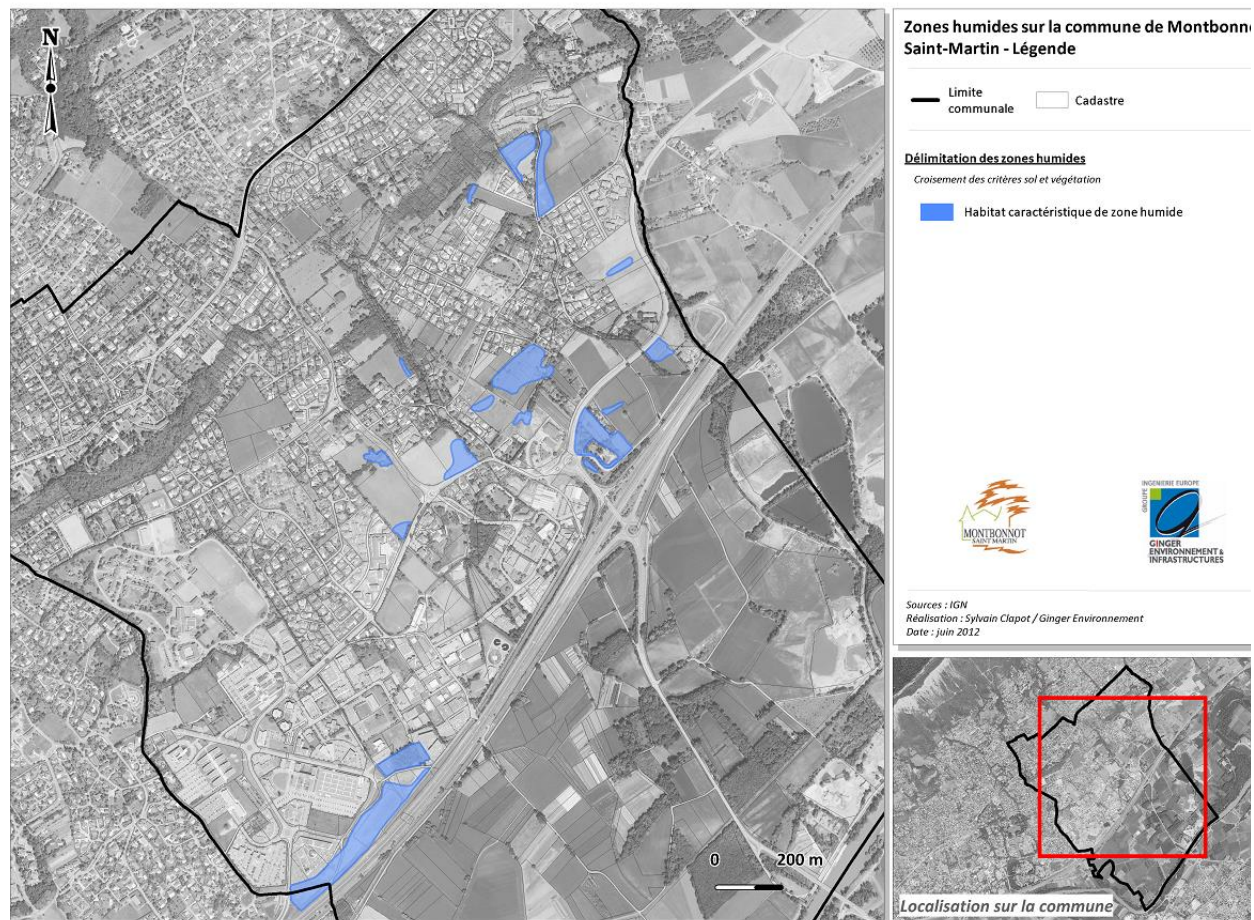 N
0 200 m
Zones humides sur la commune de Montbonno
Saint-Martin - Légende
Limite
communale
Cadastre
Délimitation des zones humides
Croisement des critères sol et végétation
Habitat caractéristique de zone humide
MONTBONNOT
SAINT MARTIN
GROUPE
INGENIERIE EUROPE
GINGER
ENVIRONNEMENT &
INFRASTRUCTURES
Sources : IGN
Réalisation : Sylvain Clapot / Ginger Environnement
Date : juin 2012
Localisation sur la commune